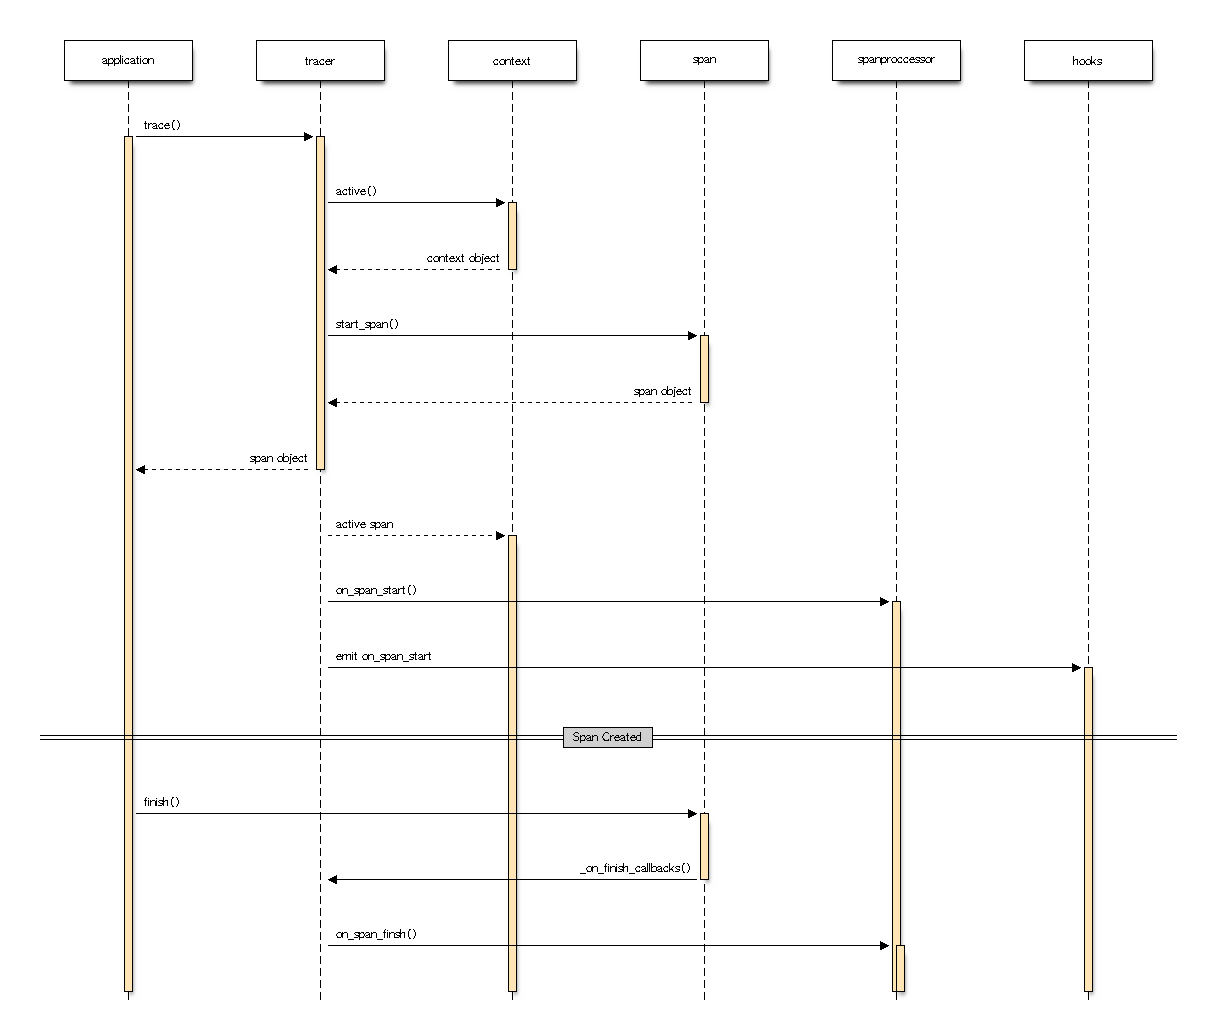 application
tracer
context
span
spanproccessor
hooks
trace()
active()
context object
start_span()
span object
span object
active span
on_span_start()
emit on_span_start
Span Created
finish()
_on_finish_callbacks()
on_span_finsh()